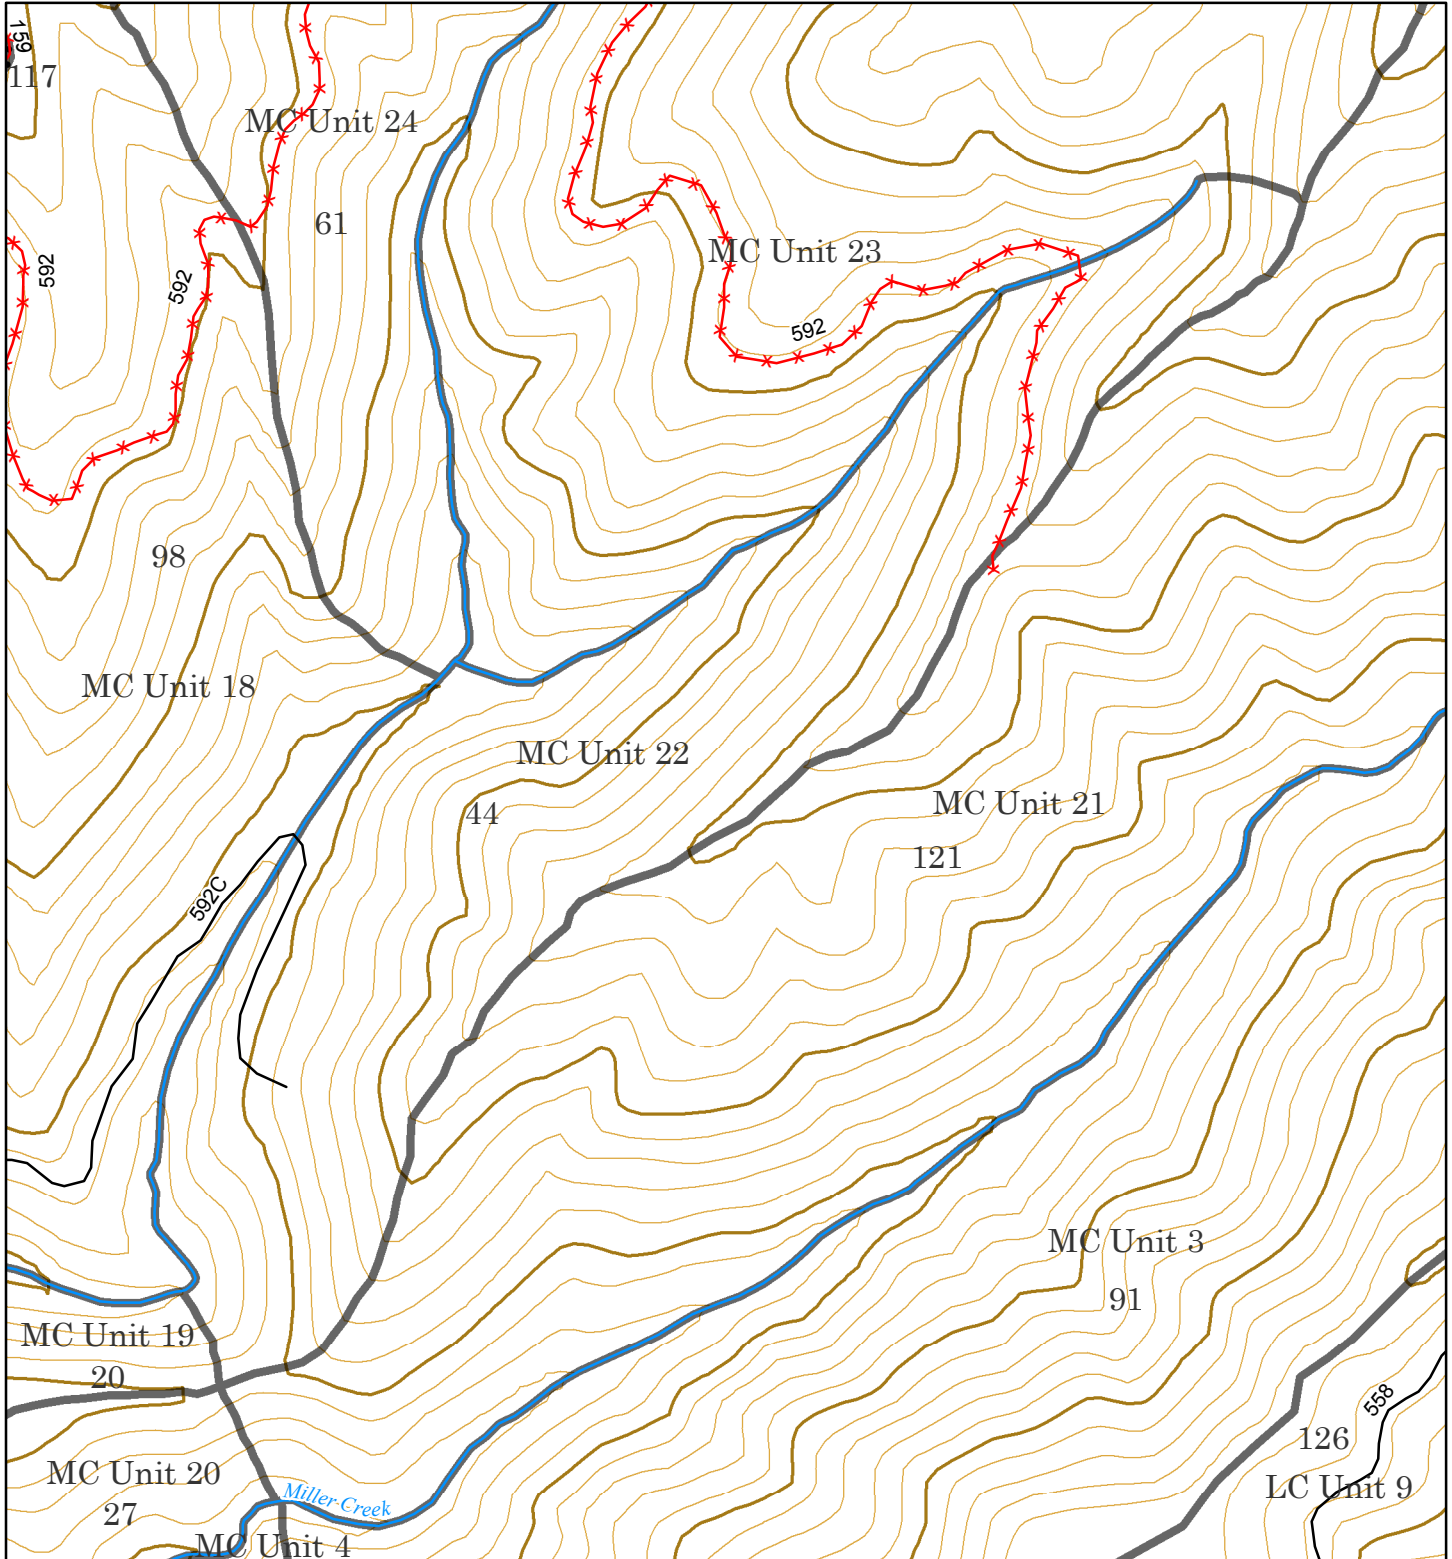 159
117
MC Unit 24
61
MC Unit 23
592
592
592
98
MC Unit 18
MC Unit 22
44
MC Unit 21
121
592C
MC Unit 3
91
MC Unit 19
20
558
126
LC Unit 9
MC Unit 20
27
Miller Creek
MC Unit 4